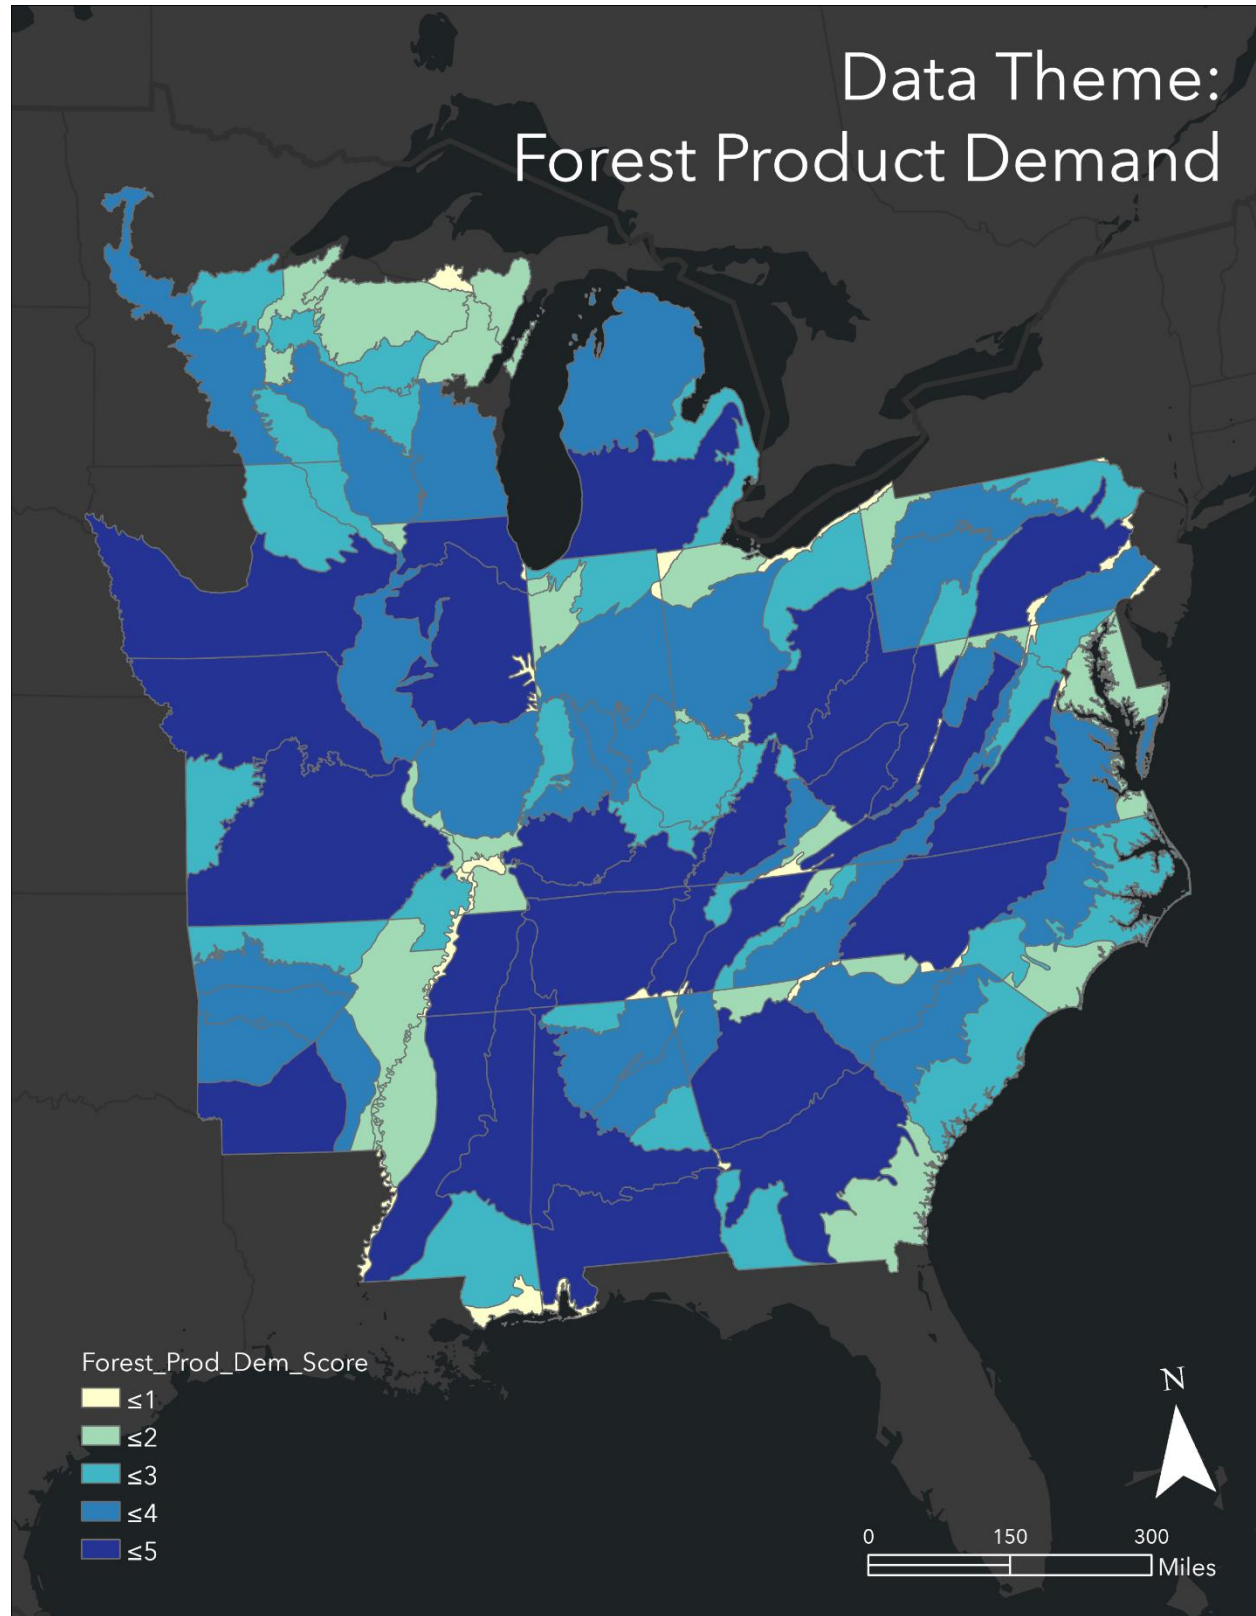 Data Theme:
Forest Product Demand
Forest_Prod_Dem_Score
≤1
≤2
≤3
≤4
≤5
N
0 150 300
Miles